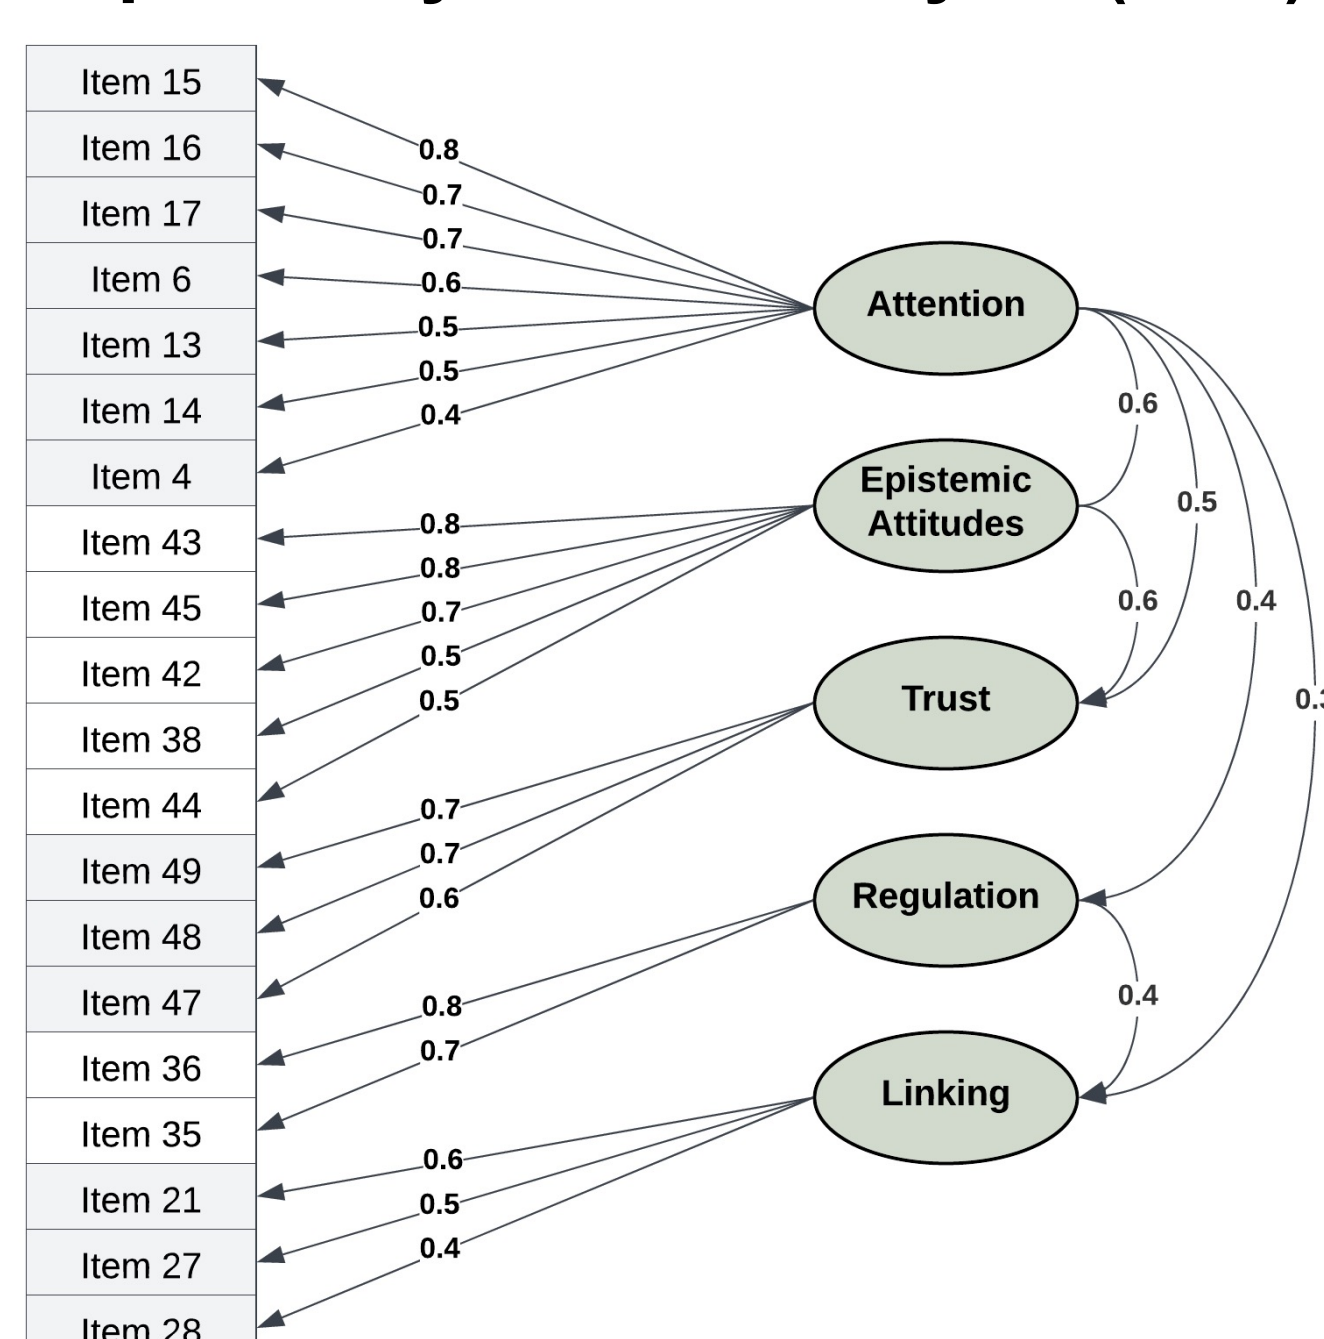 Item 15
Item 16
Item 17
Item 6
Item 13
Item 14
Item 4
Item 43
Item 45
Item 42
Item 38
Item 44
Item 49
Item 48
Item 47
Item 36
Item 35
Item 21
Item 27
Item 28
0.8
0.7
0.7
0.6
0.5
0.5
0.4
0.8
0.8
0.7
0.5
0.5
0.7
0.7
0.6
0.8
0.7
0.6
0.5
0.4
Attention
Epistemic
Attitudes
Trust
Regulation
Linking
0.6
0.5
0.6
0.4
0.4